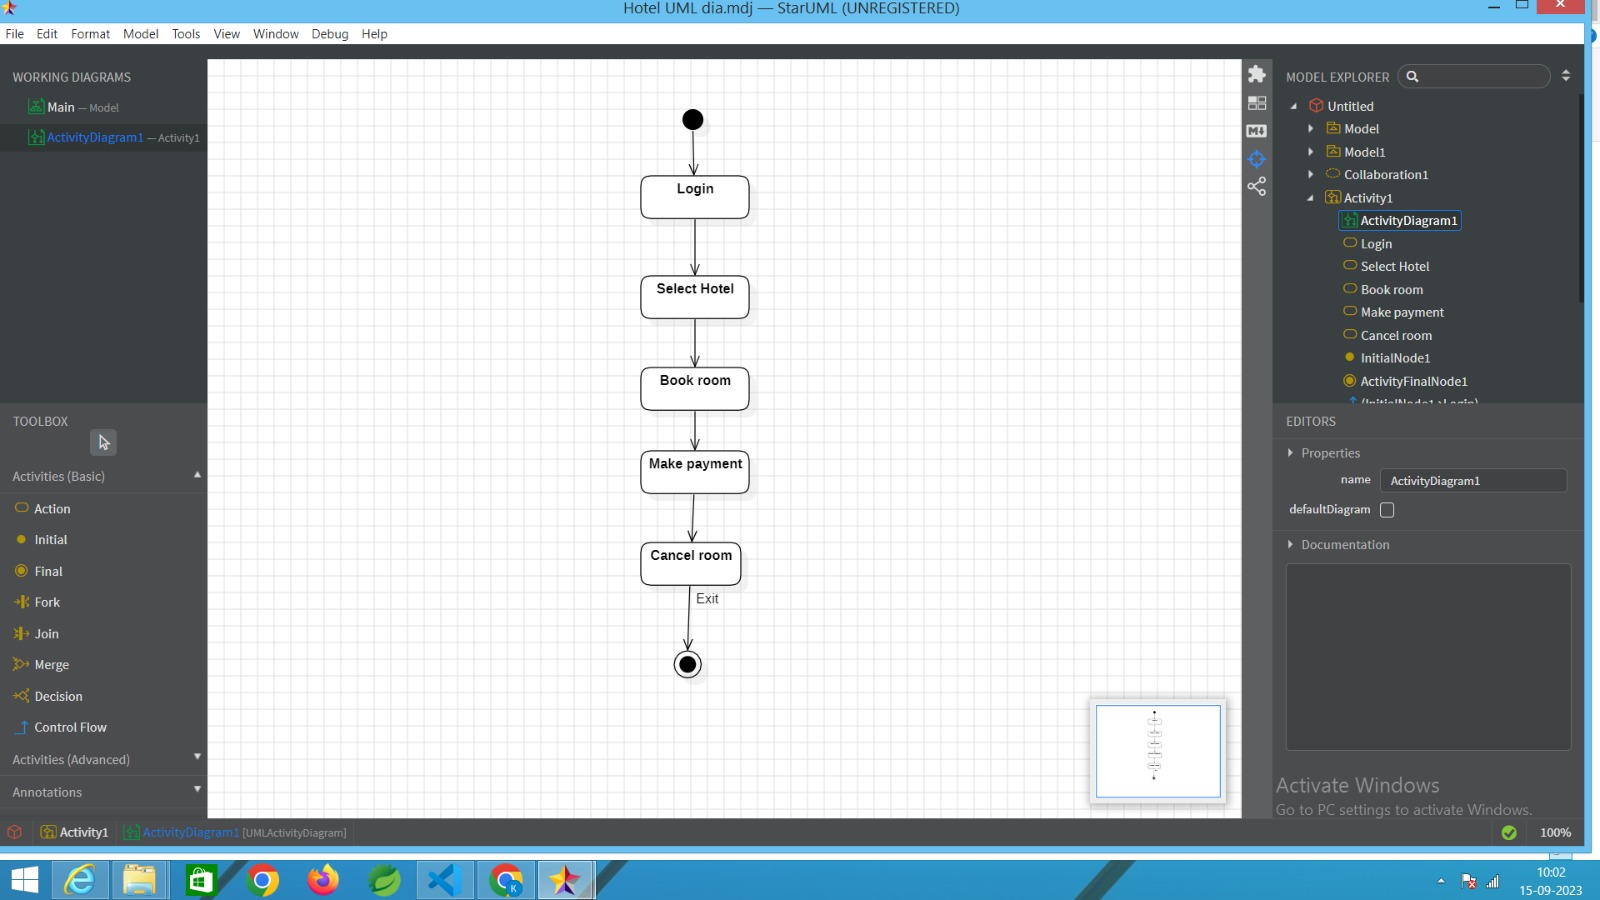 Hotel UML dia.mdj — StarUML (UNREGISTERED)
File Edit Format Model Tools View Window Debug Help
WORKING DIAGRAMS
Main — Model
ActivityDiagram1 — Activity1
TOOLBOX
Activities (Basic)
Action
Initial
Final
Fork
Join
Merge
Decision
Control Flow
Activities (Advanced)
Annotations
Login
Select Hotel
Book room
Make payment
Cancel room
Exit
M
MODEL EXPLORER
Untitled
Model
Model1
Collaboration1
Activity1
ActivityDiagram1
Login
Select Hotel
Book room
Make payment
Cancel room
InitialNode1
ActivityFinalNode1
(InitialNode1→Login)
EDITORS
Properties
name ActivityDiagram1
defaultDiagram
Documentation
Activate Windows
Go to PC settings to activate Windows.
Activity1 ActivityDiagram1 [UMLActivityDiagram]
100%
K
10:02
15-09-2023